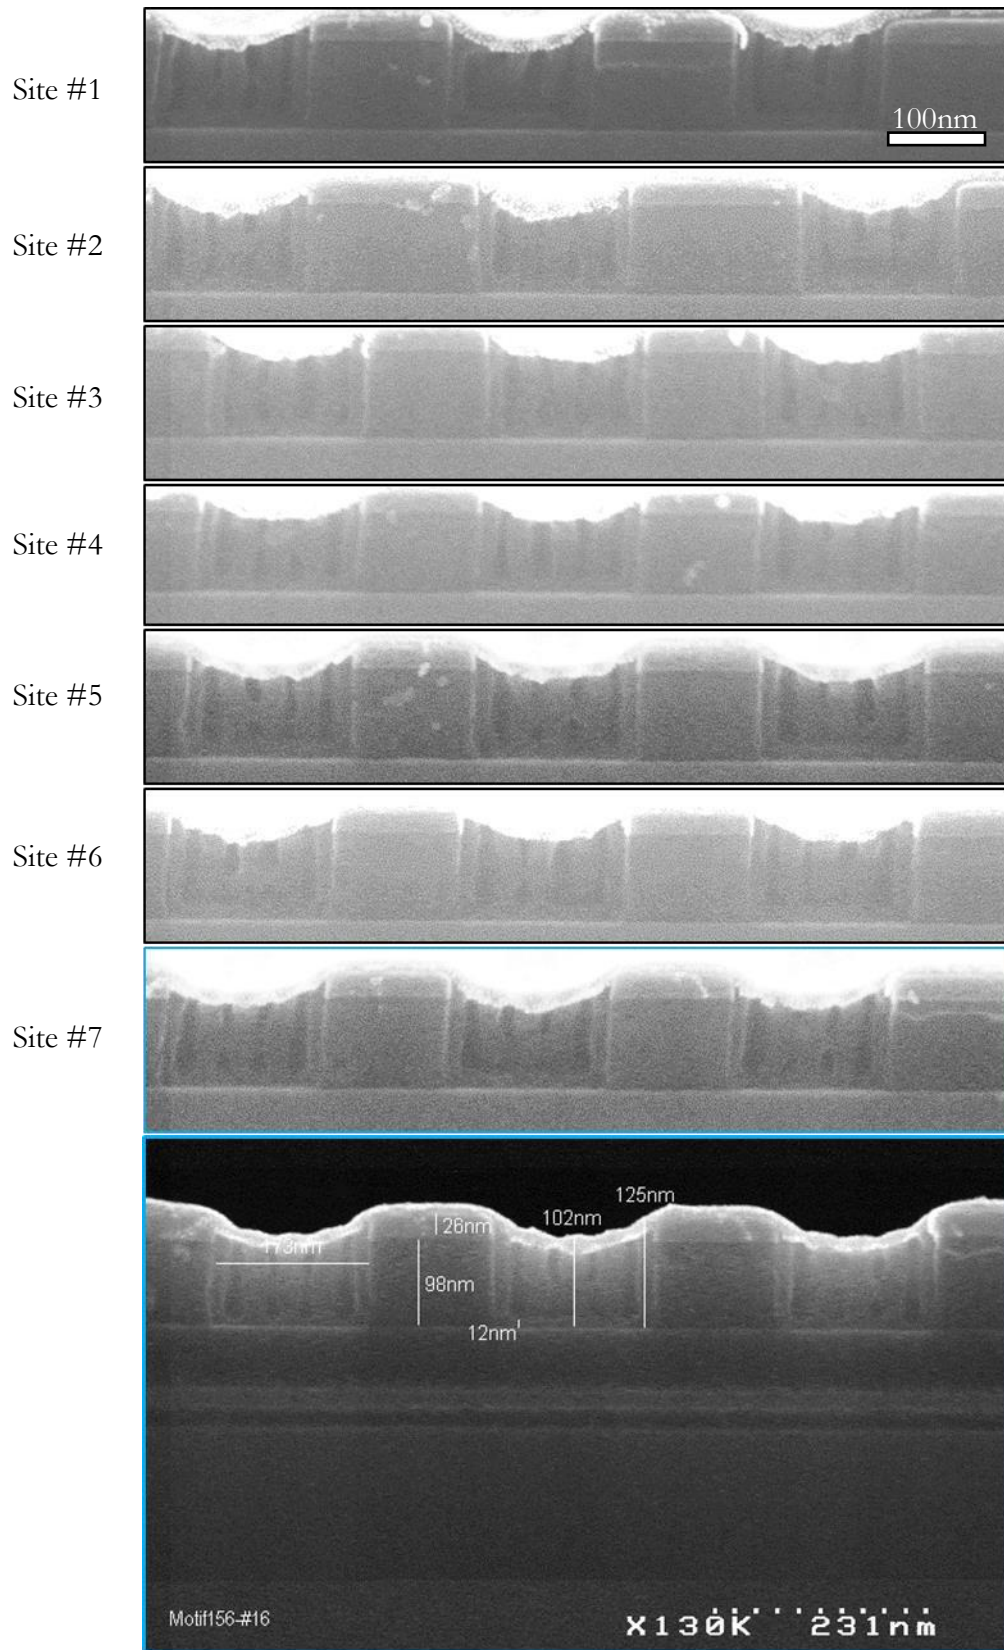 Site #1
100nm
Site #2
Site #3
Site #4
Site #5
Site #6
Site #7
125nm
102nm
26nm
173nm
98nm
12nm
Motif156-#16
X130K 231nm